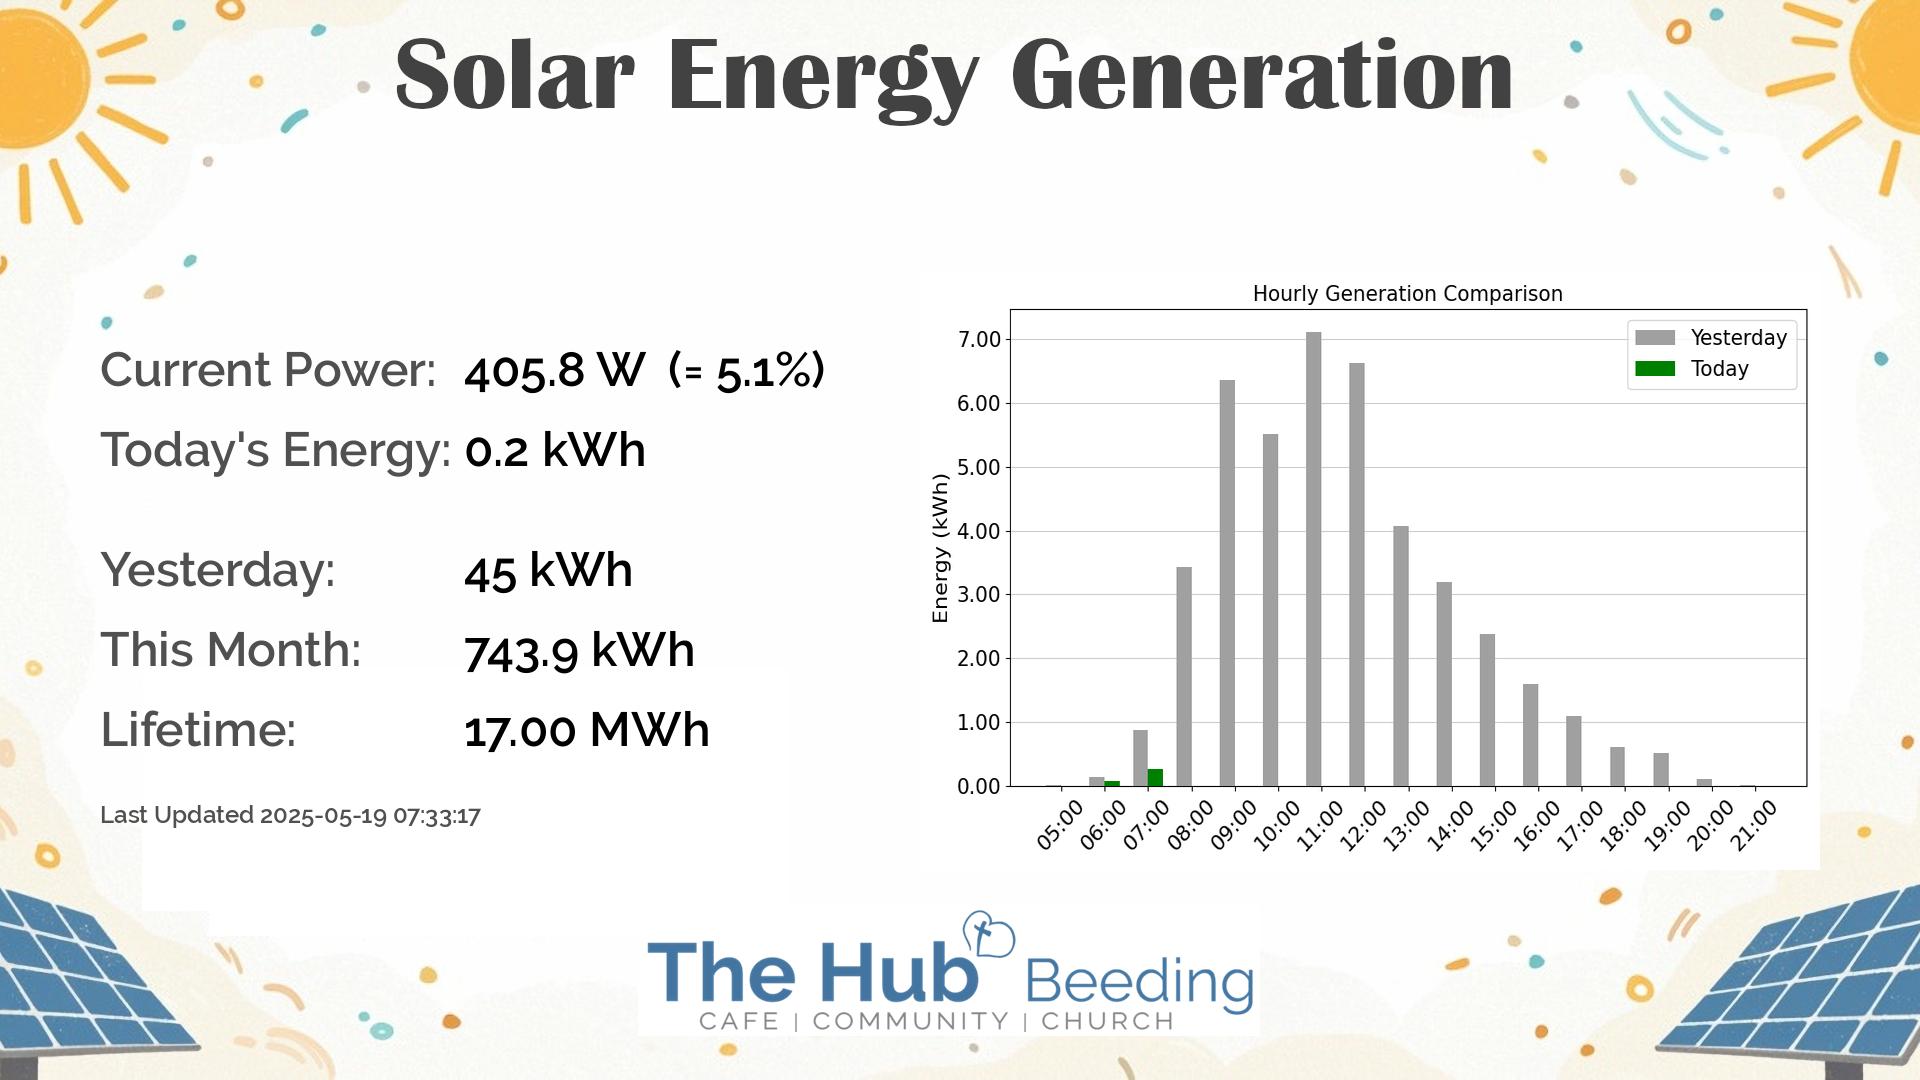 Solar Energy Generation
Current Power: 405.8 W (= 5.1%)
Today's Energy: 0.2 kWh
Yesterday: 45 kWh
This Month: 743.9 kWh
Lifetime: 17.00 MWh
Last Updated 2025-05-19 07:33:17
Hourly Generation Comparison
Yesterday
Today
Energy (kWh)
7.00
6.00
5.00
4.00
3.00
2.00
1.00
0.00
05:00 06:00 07:00 08:00 09:00 10:00 11:00 12:00 13:00 14:00 15:00 16:00 17:00 18:00 19:00 20:00 21:00
The Hub Beeding
CAFE | COMMUNITY | CHURCH